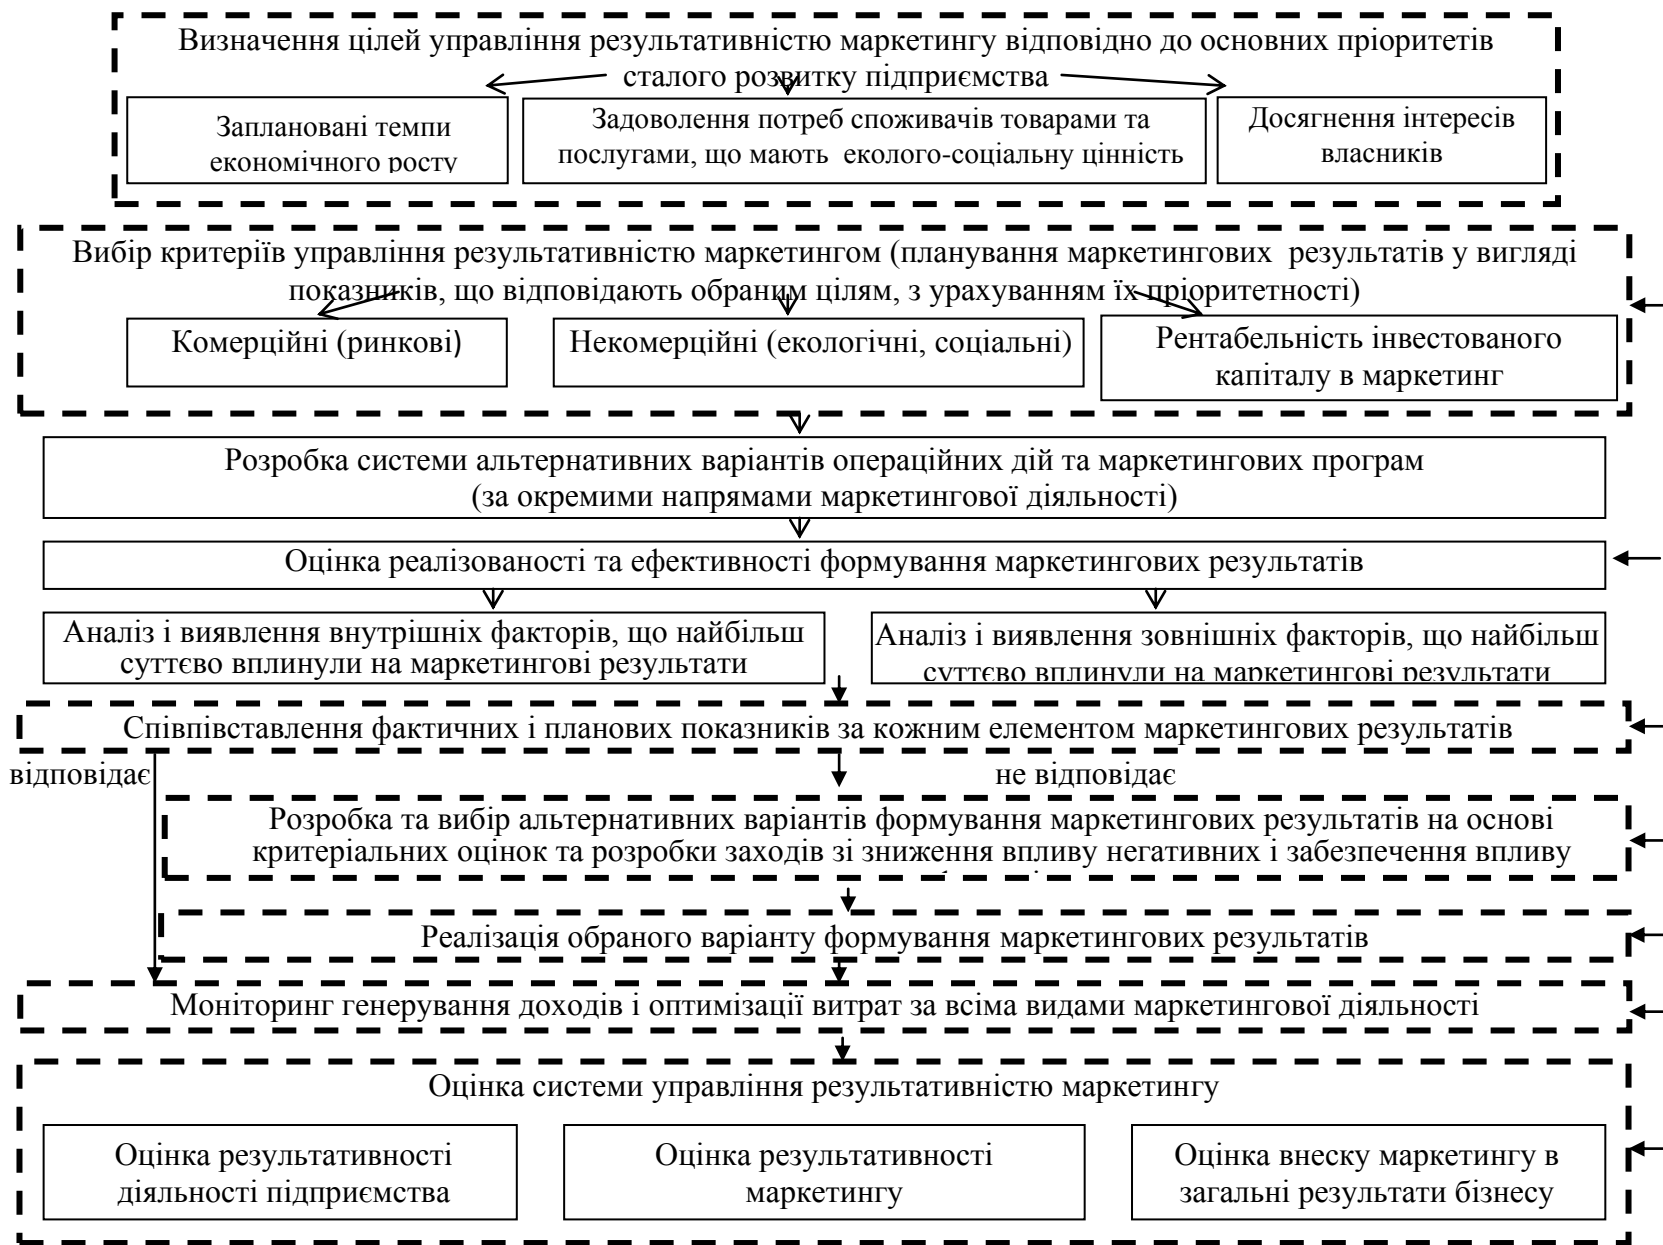 Визначення цілей управління результативністю маркетингу відповідно до основних пріоритетів
сталого розвитку підприємства
Заплановані темпи
економічного росту
Задоволення потреб споживачів товарами та
послугами, що мають еколого-соціальну цінність
Досягнення інтересів
власників
Вибір критеріїв управління результативністю маркетингом (планування маркетингових результатів у вигляді
показників, що відповідають обраним цілям, з урахуванням їх пріоритетності)
Комерційні (ринкові)
Некомерційні (екологічні, соціальні)
Рентабельність інвестованого
капіталу в маркетинг
Розробка системи альтернативних варіантів операційних дій та маркетингових програм
(за окремими напрямами маркетингової діяльності)
Оцінка реалізованості та ефективності формування маркетингових результатів
Аналіз і виявлення внутрішніх факторів, що найбільш
суттєво вплинули на маркетингові результати
Аналіз і виявлення зовнішніх факторів, що найбільш
суттєво вплинули на маркетингові результати
Співпівставлення фактичних і планових показників за кожним елементом маркетингових результатів
відповідає
не відповідає
Розробка та вибір альтернативних варіантів формування маркетингових результатів на основі
критеріальних оцінок та розробки заходів зі зниження впливу негативних і забезпечення впливу
Реалізація обраного варіанту формування маркетингових результатів
Моніторинг генерування доходів і оптимізації витрат за всіма видами маркетингової діяльності
Оцінка системи управління результативністю маркетингу
Оцінка результативності
діяльності підприємства
Оцінка результативності
маркетингу
Оцінка внеску маркетингу в
загальні результати бізнесу